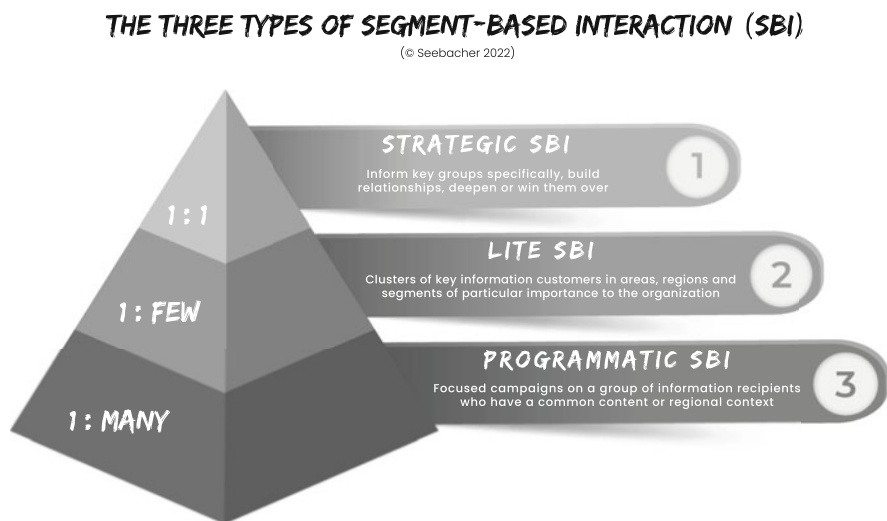 THE THREE TYPES OF SEGMENT-BASED INTERACTION (SBI)
(© Seebacher 2022)
STRATEGIC SBI
Inform key groups specifically, build
relationships, deepen or win them over
1
1:1
LITE SBI
Clusters of key information customers in areas, regions and
segments of particular importance to the organization
2
1: FEW
PROGRAMMATIC SBI
Focused campaigns on a group of information recipients
who have a common content or regional context
3
1: MANY